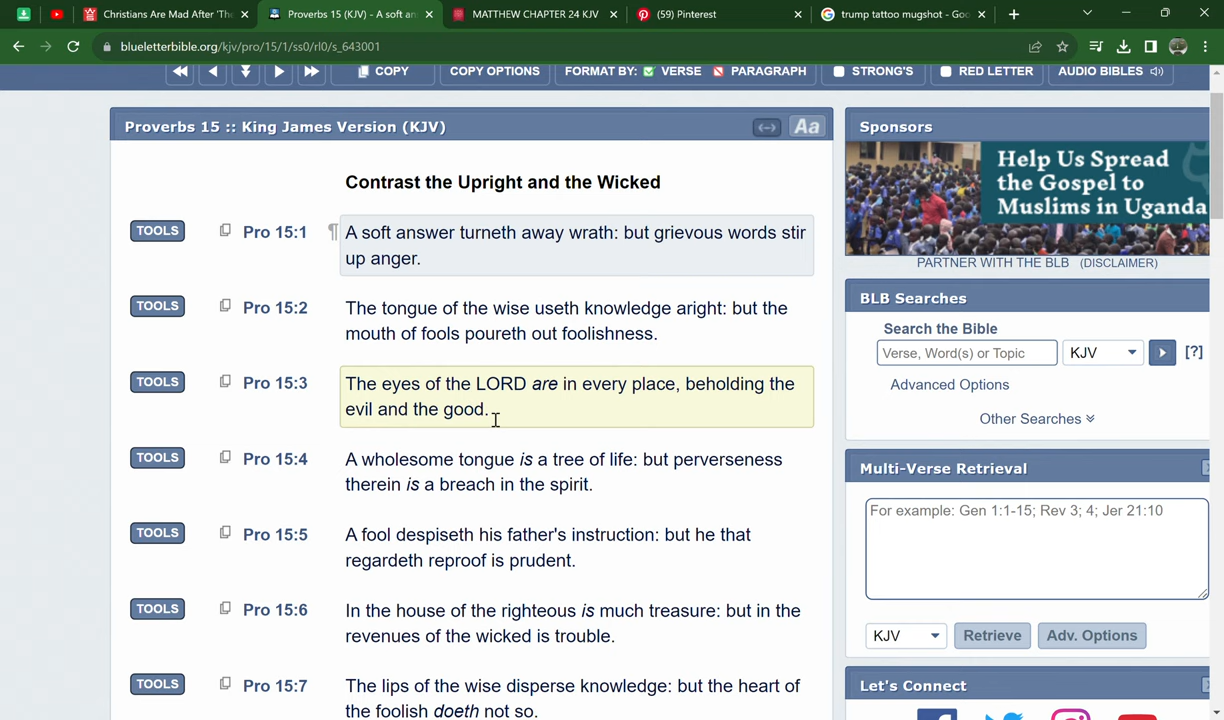 Christians Are Mad After 'The
Proverbs 15 (KJV) - A soft an
MATTHEW CHAPTER 24 KJV
(59) Pinterest
trump tattoo mugshot - Goo
blueletterbible.org/kjv/pro/15/1/ss0/rl0/s_643001
COPY
COPY OPTIONS
FORMAT BY: VERSE PARAGRAPH
STRONG'S
RED LETTER
AUDIO BIBLES
Proverbs 15 :: King James Version (KJV)
Aa
Contrast the Upright and the Wicked
TOOLS Pro 15:1 ¶ A soft answer turneth away wrath: but grievous words stir
up anger.
TOOLS Pro 15:2 The tongue of the wise useth knowledge aright: but the
mouth of fools poureth out foolishness.
TOOLS Pro 15:3 The eyes of the LORD are in every place, beholding the
evil and the good.
TOOLS Pro 15:4 A wholesome tongue is a tree of life: but perverseness
therein is a breach in the spirit.
TOOLS Pro 15:5 A fool despiseth his father's instruction: but he that
regardeth reproof is prudent.
TOOLS Pro 15:6 In the house of the righteous is much treasure: but in the
revenues of the wicked is trouble.
TOOLS Pro 15:7 The lips of the wise disperse knowledge: but the heart of
the foolish doeth not so.
Sponsors
Help Us Spread
the Gospel to
Muslims in Uganda
PARTNER WITH THE BLB (DISCLAIMER)
BLB Searches
Search the Bible
Verse, Word(s) or Topic
KJV
[?]
Advanced Options
Other Searches
Multi-Verse Retrieval
For example: Gen 1:1-15; Rev 3; 4; Jer 21:10
KJV
Retrieve
Adv. Options
Let's Connect